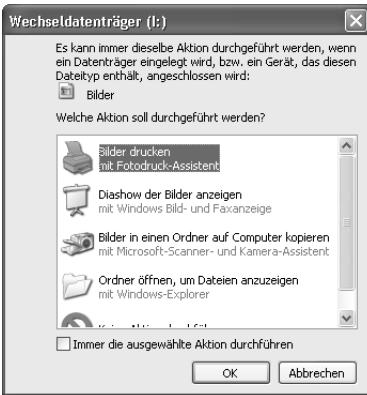 Wechseldatenträger (I:)
Es kann immer dieselbe Aktion durchgeführt werden, wenn
ein Datenträger eingelegt wird, bzw. ein Gerät, das diesen
Dateityp enthält, angeschlossen wird:
Bilder
Welche Aktion soll durchgeführt werden?
Bilder drucken
mit Fotodruck-Assistent
Diashow der Bilder anzeigen
mit Windows Bild- und Faxanzeige
Bilder in einen Ordner auf Computer kopieren
mit Microsoft-Scanner- und Kamera-Assistent
Ordner öffnen, um Dateien anzuzeigen
mit Windows-Explorer
Immer die ausgewählte Aktion durchführen
OK
Abbrechen